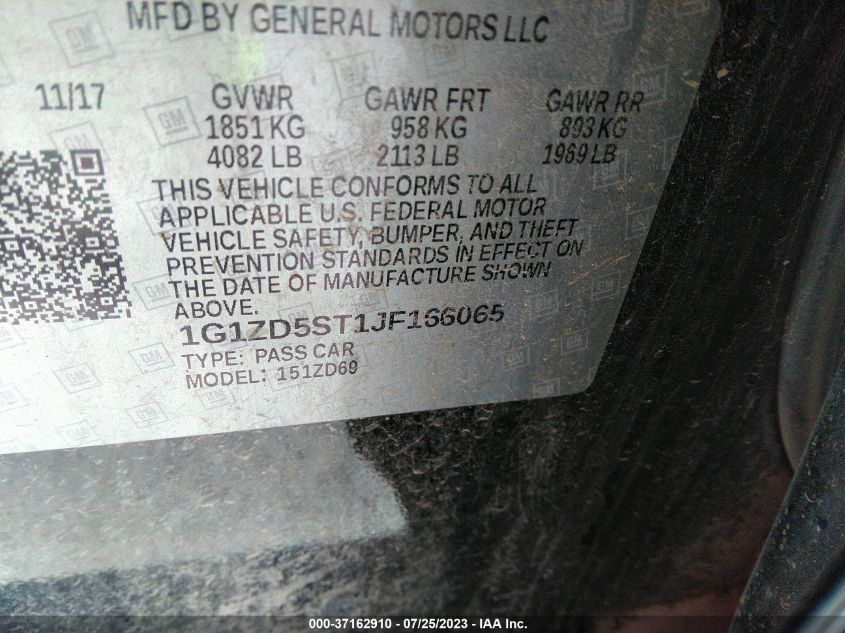 MFD BY GENERAL MOTORS LLC
11/17 GVWR GAWR FRT GAWR RR
1851 KG 958 KG 893 KG
4082 LB 2113 LB 1969 LB
THIS VEHICLE CONFORMS TO ALL
APPLICABLE U.S. FEDERAL MOTOR
VEHICLE SAFETY, BUMPER, AND THEFT
PREVENTION STANDARDS IN EFFECT ON
THE DATE OF MANUFACTURE SHOWN
ABOVE.
1G1ZD5ST1JF166065
TYPE: PASS CAR
MODEL: 151ZD69
000-37162910 - 07/25/2023 - IAA Inc.